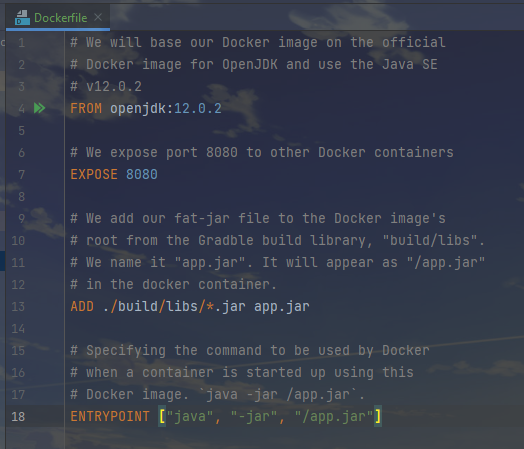 Dockerfile
1 # We will base our Docker image on the official
2 # Docker image for OpenJDK and use the Java SE
3 # v12.0.2
4 FROM openjdk:12.0.2
5
6 # We expose port 8080 to other Docker containers
7 EXPOSE 8080
8
9 # We add our fat-jar file to the Docker image's
10 # root from the Gradble build library, "build/libs".
11 # We name it "app.jar". It will appear as "/app.jar"
12 # in the docker container.
13 ADD ./build/libs/*.jar app.jar
14
15 # Specifying the command to be used by Docker
16 # when a container is started up using this
17 # Docker image. `java -jar /app.jar`.
18 ENTRYPOINT ["java", "-jar", "/app.jar"]